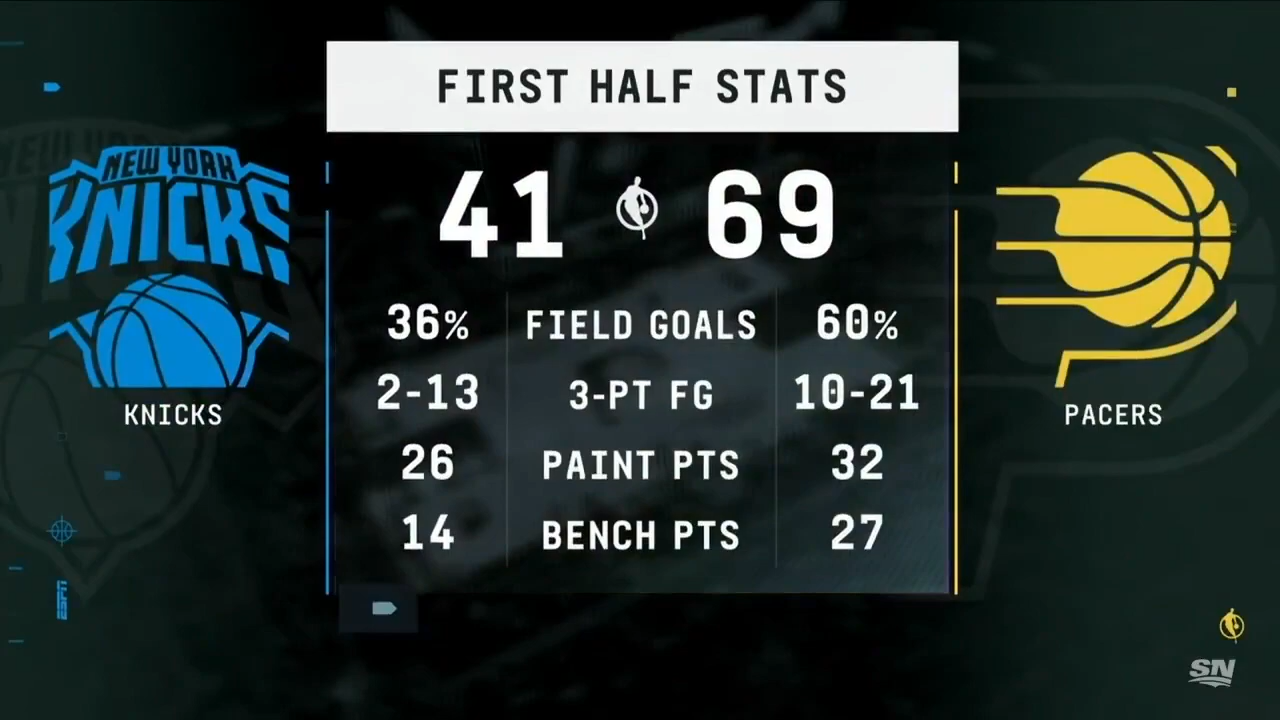 FIRST HALF STATS
NEW YORK
KNICKS
KNICKS
41 69
36% FIELD GOALS 60%
2-13 3-PT FG 10-21
26 PAINT PTS 32
14 BENCH PTS 27
PACERS
ESPN
SN